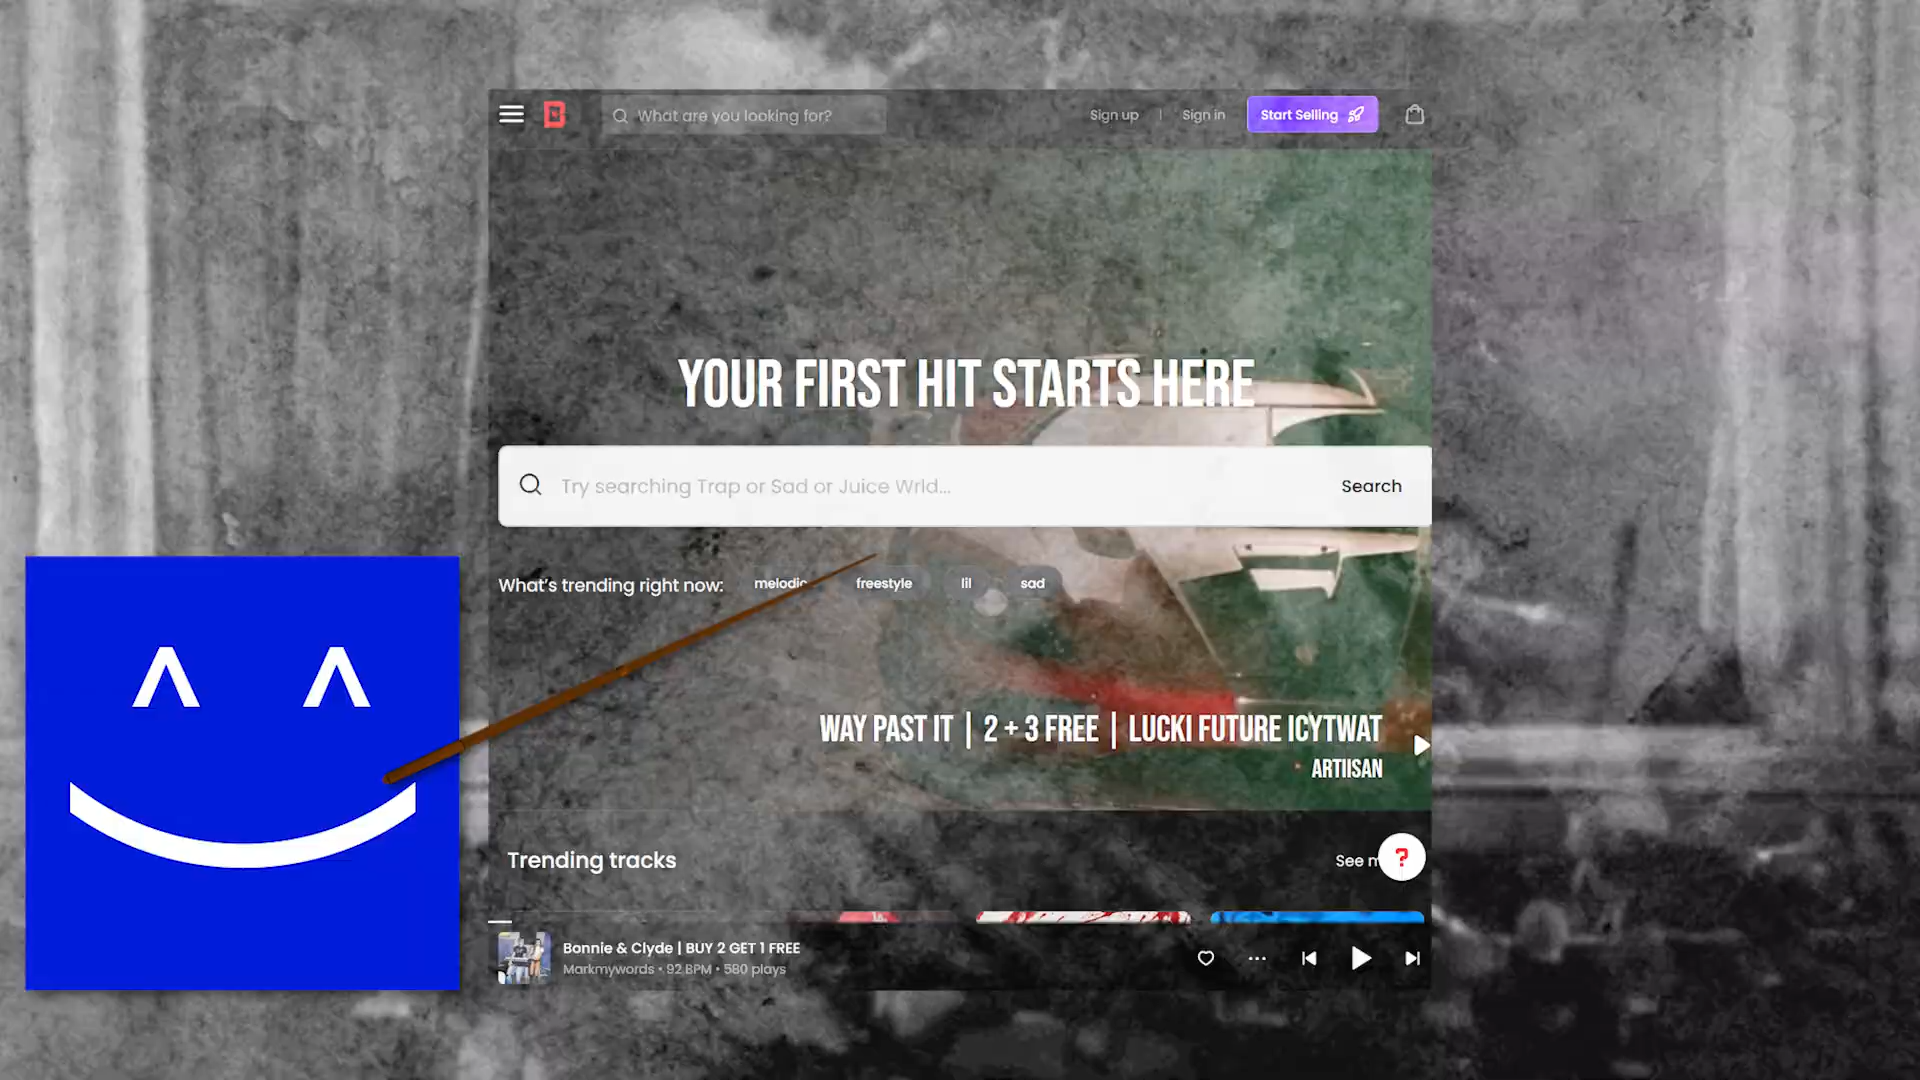 What are you looking for?
Sign up | Sign in
Start Selling
YOUR FIRST HIT STARTS HERE
Try searching Trap or Sad or Juice Wrld...
Search
What's trending right now: melodic freestyle lil sad
WAY PAST IT | 2 + 3 FREE | LUCKI FUTURE ICYTWAT
ARTIISAN
Trending tracks
See m
?
Bonnie & Clyde | BUY 2 GET 1 FREE
Markmywords • 92 BPM • 580 plays